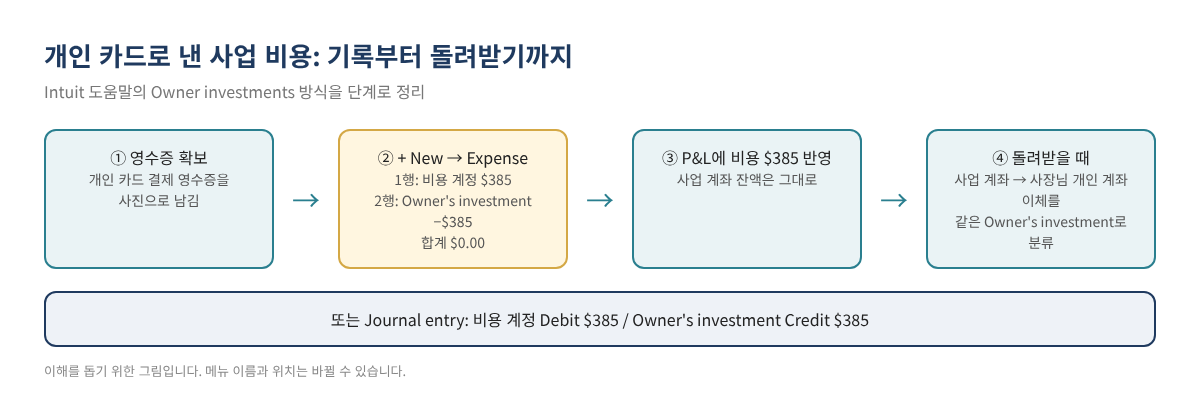 개인 카드로 낸 사업 비용: 기록부터 돌려받기까지
Intuit 도움말의 Owner investments 방식을 단계로 정리
① 영수증 확보
개인 카드 결제 영수증을
사진으로 남김
→
② + New → Expense
1행: 비용 계정 $385
2행: Owner's investment
−$385
합계 $0.00
→
③ P&L에 비용 $385 반영
사업 계좌 잔액은 그대로
→
④ 돌려받을 때
사업 계좌 → 사장님 개인 계좌
이체를
같은 Owner's investment로
분류
또는 Journal entry: 비용 계정 Debit $385 / Owner's investment Credit $385
이해를 돕기 위한 그림입니다. 메뉴 이름과 위치는 바뀔 수 있습니다.